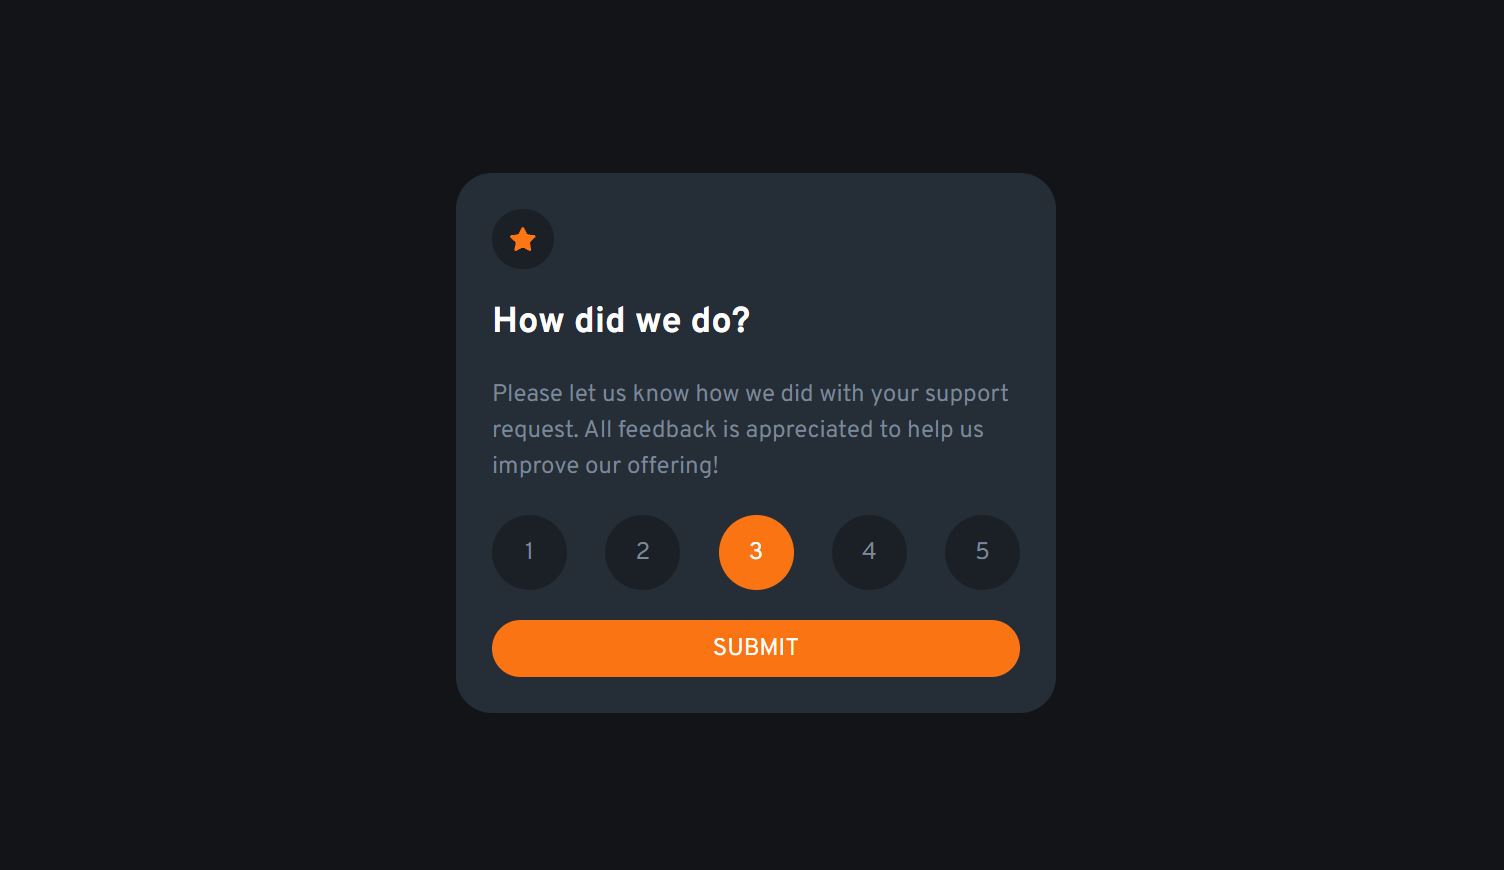 How did we do?
Please let us know how we did with your support
request. All feedback is appreciated to help us
improve our offering!
1 2 3 4 5
SUBMIT